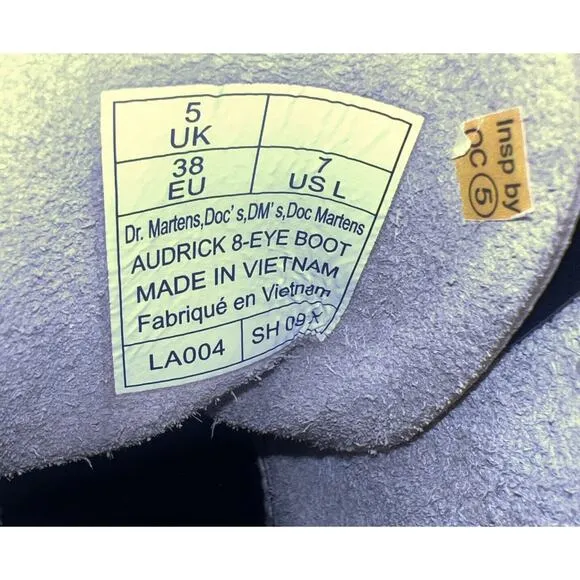 5
UK
38
EU
7
US L
Dr. Martens,Doc's,DM's,Doc Martens
AUDRICK 8-EYE BOOT
MADE IN VIETNAM
Fabriqué en Vietnam
LA004
SH 09 X
Insp by
QC 5